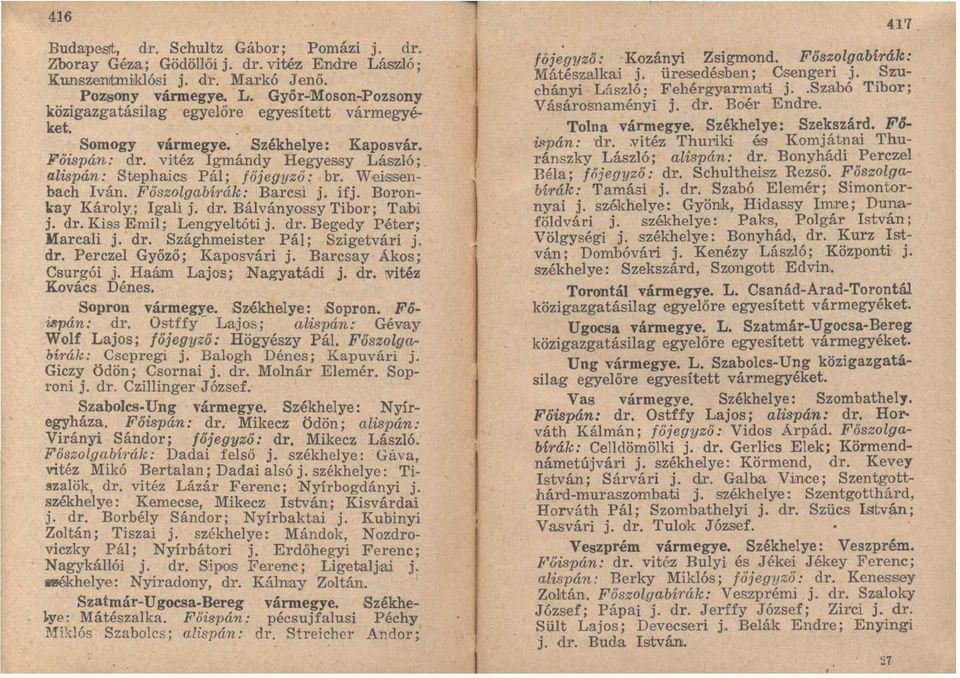 416
Budapest, dr. Schultz Gábor; Pomázi j. dr.
Zboray Géza; Gödöllői j. dr. vitéz Endre László;
Kunszentmiklósi j. dr. Markó Jenő.
Pozsony vármegye. L. Győr-Moson-Pozsony
közigazgatásilag egyelőre egyesített vármegyé-
ket.
Somogy vármegye. Székhelye: Kaposvár.
Főispán: dr. vitéz Igmándy Hegyessy László;
alispán: Stephaics Pál; főjegyző: br. Weissen-
bach Iván. Főszolgabírák: Barcsi j. ifj. Boron-
kay Károly; Igali j. dr. Bálványossy Tibor; Tabi
j. dr. Kiss Emil; Lengyeltóti j. dr. Begedy Péter;
Marcali j. dr. Szághmeister Pál; Szigetvári j.
dr. Perczel Győző; Kaposvári j. Barcsay Ákos;
Csurgói j. Haám Lajos; Nagyatádi j. dr. vitéz
Kovács Dénes.
Sopron vármegye. Székhelye: Sopron. Fő-
ispán: dr. Ostffy Lajos; alispán: Gévay
Wolf Lajos; főjegyző: Högyészy Pál. Főszolga-
bírák: Csepregi j. Balogh Dénes; Kapuvári j.
Giczy Ödön; Csornai j. dr. Molnár Elemér. Sop-
roni j. dr. Czillinger József.
Szabolcs-Ung vármegye. Székhelye: Nyír-
egyháza. Főispán: dr. Mikecz Ödön; alispán:
Virányi Sándor; főjegyző: dr. Mikecz László.
Főszolgabírák: Dadai felső j. székhelye: Gáva,
vitéz Mikó Bertalan; Dadai alsó j. székhelye: Ti-
szalök, dr. vitéz Lázár Ferenc; Nyírbogdányi j.
székhelye: Kemecse, Mikecz István; Kisvárdai
j. dr. Borbély Sándor; Nyírbaktai j. Kubinyi
Zoltán; Tiszai j. székhelye: Mándok, Nozdro-
viczky Pál; Nyírbátori j. Erdőhegyi Ferenc;
Nagykállói j. dr. Sipos Ferenc; Ligetaljai j.
székhelye: Nyiradony, dr. Kálnay Zoltán.
Szatmár-Ugocsa-Bereg vármegye. Székhe-
lye: Mátészalka. Főispán: pécsujfalusi Péchy
Miklós Szabolcs; alispán: dr. Streicher Andor;
417
főjegyző: Kozányi Zsigmond. Főszolgabírák:
Mátészalkai j. üresedésben; Csengeri j. Szu-
chányi László; Fehérgyarmati j. Szabó Tibor;
Vásárosnaményi j. dr. Boér Endre.
Tolna vármegye. Székhelye: Szekszárd. Fő-
ispán: dr. vitéz Thuriki és Komjátnai Thu-
ránszky László; alispán: dr. Bonyhádi Perczel
Béla; főjegyző: dr. Schultheisz Rezső. Főszolga-
bírák: Tamási j. dr. Szabó Elemér; Simontor-
nyai j. székhelye: Gyönk, Hidassy Imre; Duna-
földvári j. székhelye: Paks, Polgár István;
Völgységi j. székhelye: Bonyhád, dr. Kurz Ist-
ván; Dombóvári j. Kenézy László; Központi j.
székhelye: Szekszárd, Szongott Edvin.
Torontál vármegye. L. Csanád-Arad-Torontál
közigazgatásilag egyelőre egyesített vármegyéket.
Ugocsa vármegye. L. Szatmár-Ugocsa-Bereg
közigazgatásilag egyelőre egyesített vármegyéket.
Ung vármegye. L. Szabolcs-Ung közigazgatá-
silag egyelőre egyesített vármegyéket.
Vas vármegye. Székhelye: Szombathely.
Főispán: dr. Ostffy Lajos; alispán: dr. Hor-
váth Kálmán; főjegyző: Vidos Árpád. Főszolga-
bírák: Celldömölki j. dr. Gerlics Elek; Körmend-
németújvári j. székhelye: Körmend, dr. Kevey
István; Sárvári j. dr. Galba Vince; Szentgott-
hárd-muraszombati j. székhelye: Szentgotthárd,
Horváth Pál; Szombathelyi j. dr. Szücs István;
Vasvári j. dr. Tulok József.
Veszprém vármegye. Székhelye: Veszprém.
Főispán: dr. vitéz Bulyi és Jékei Jékey Ferenc;
alispán: Berky Miklós; főjegyző: dr. Kenessey
Zoltán. Főszolgabírák: Veszprémi j. dr. Szaloky
József; Pápai j. dr. Jerffy József; Zirci j. dr.
Sült Lajos; Devecseri j. Belák Endre; Enyingi
j. dr. Buda István.
27